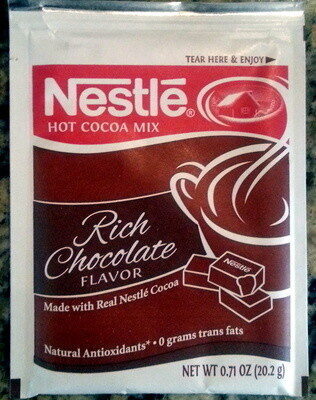 TEAR HERE & ENJOY
Nestlé®
HOT COCOA MIX
Rich
Chocolate
FLAVOR
Nestlé
Made with Real Nestlé Cocoa
Natural Antioxidants* • 0 grams trans fats
NET WT 0.71 OZ (20.2 g)